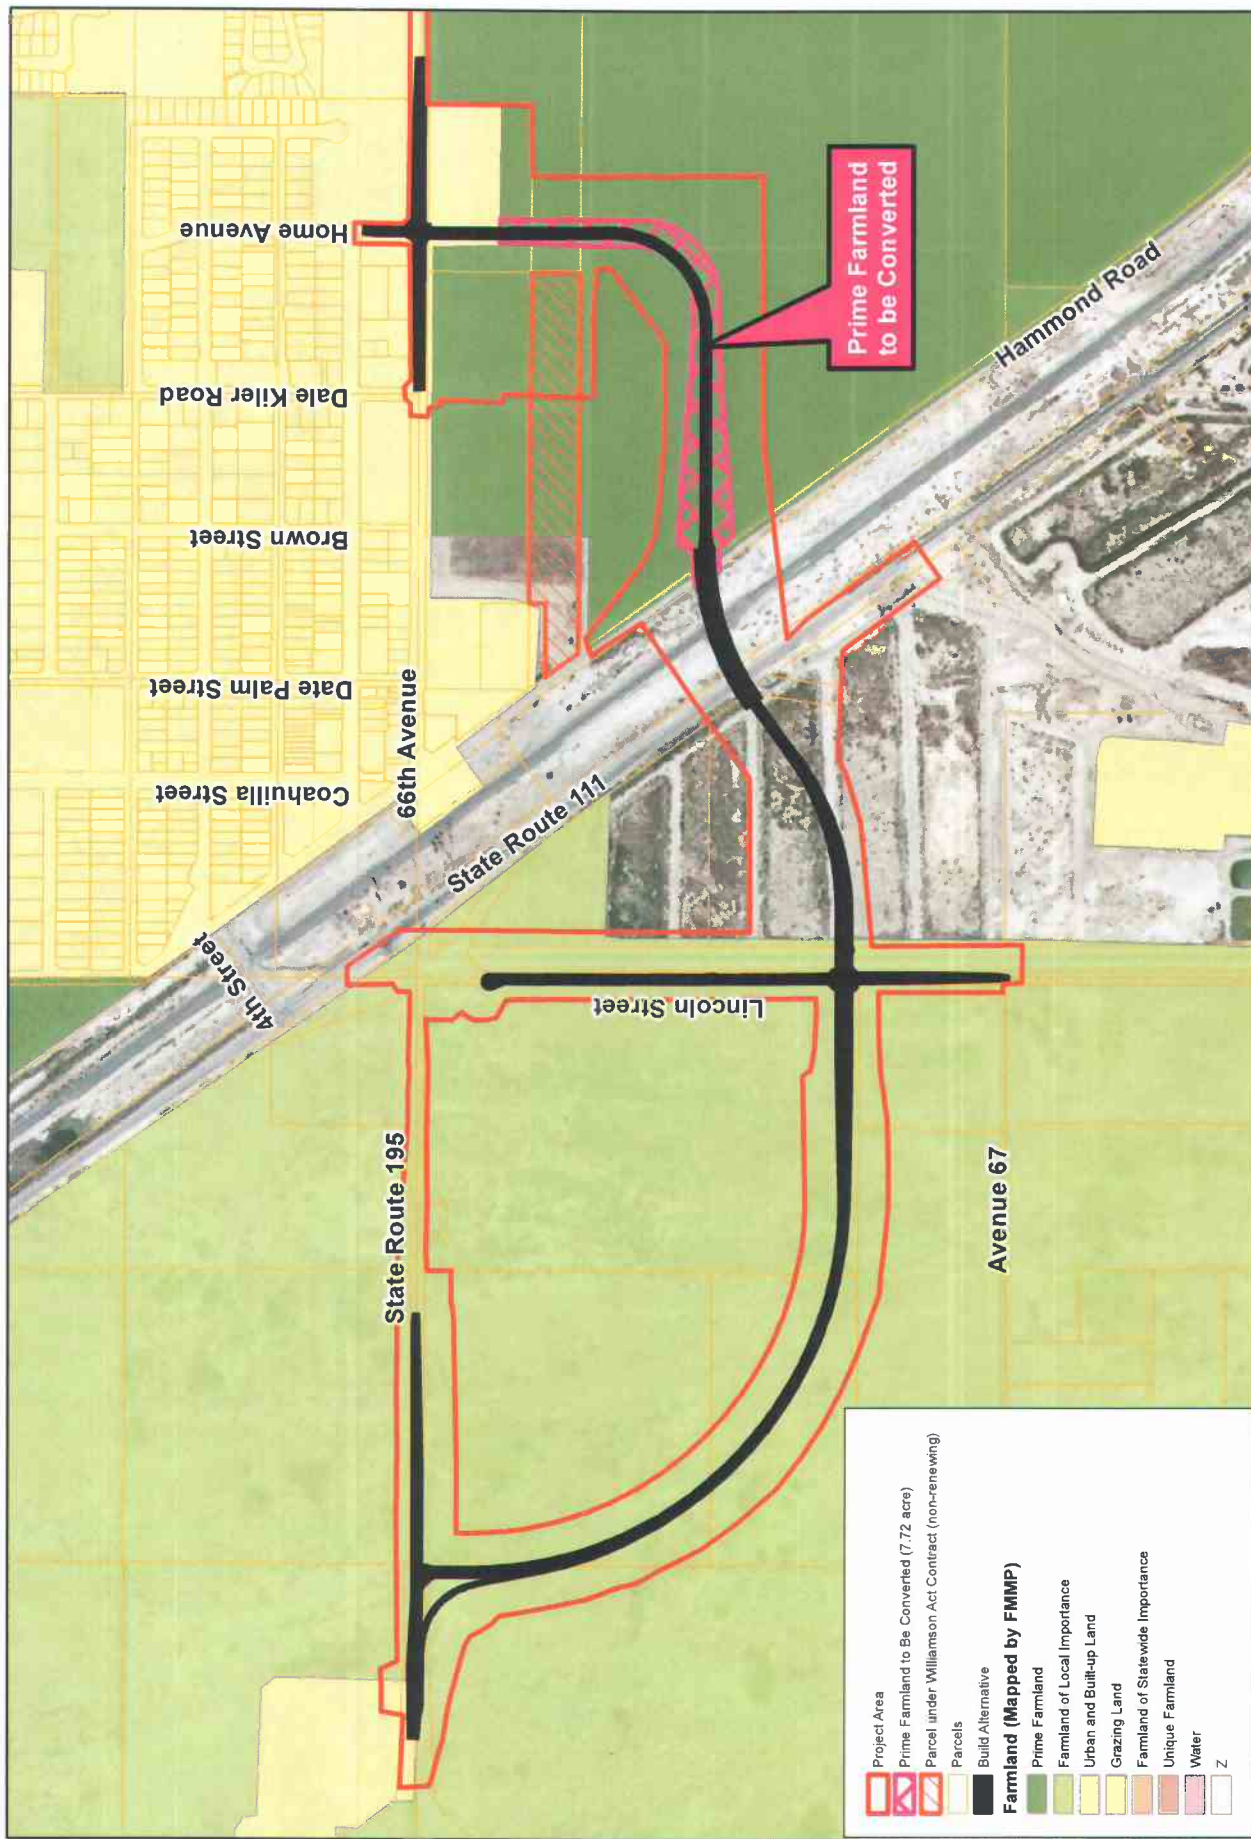 Home Avenue
Dale Kiler Road
Brown Street
Date Palm Street
Coahuilla Street
66th Avenue
4th Street
State Route 111
State Route 195
Lincoln Street
Avenue 67
Hammond Road
Prime Farmland
to be Converted
Project Area
Prime Farmland to Be Converted (7.72 acre)
Parcel under Williamson Act Contract (non-renewing)
Parcels
Build Alternative
Farmland (Mapped by FMMP)
Prime Farmland
Farmland of Local Importance
Urban and Built-up Land
Grazing Land
Farmland of Statewide Importance
Unique Farmland
Water
Z